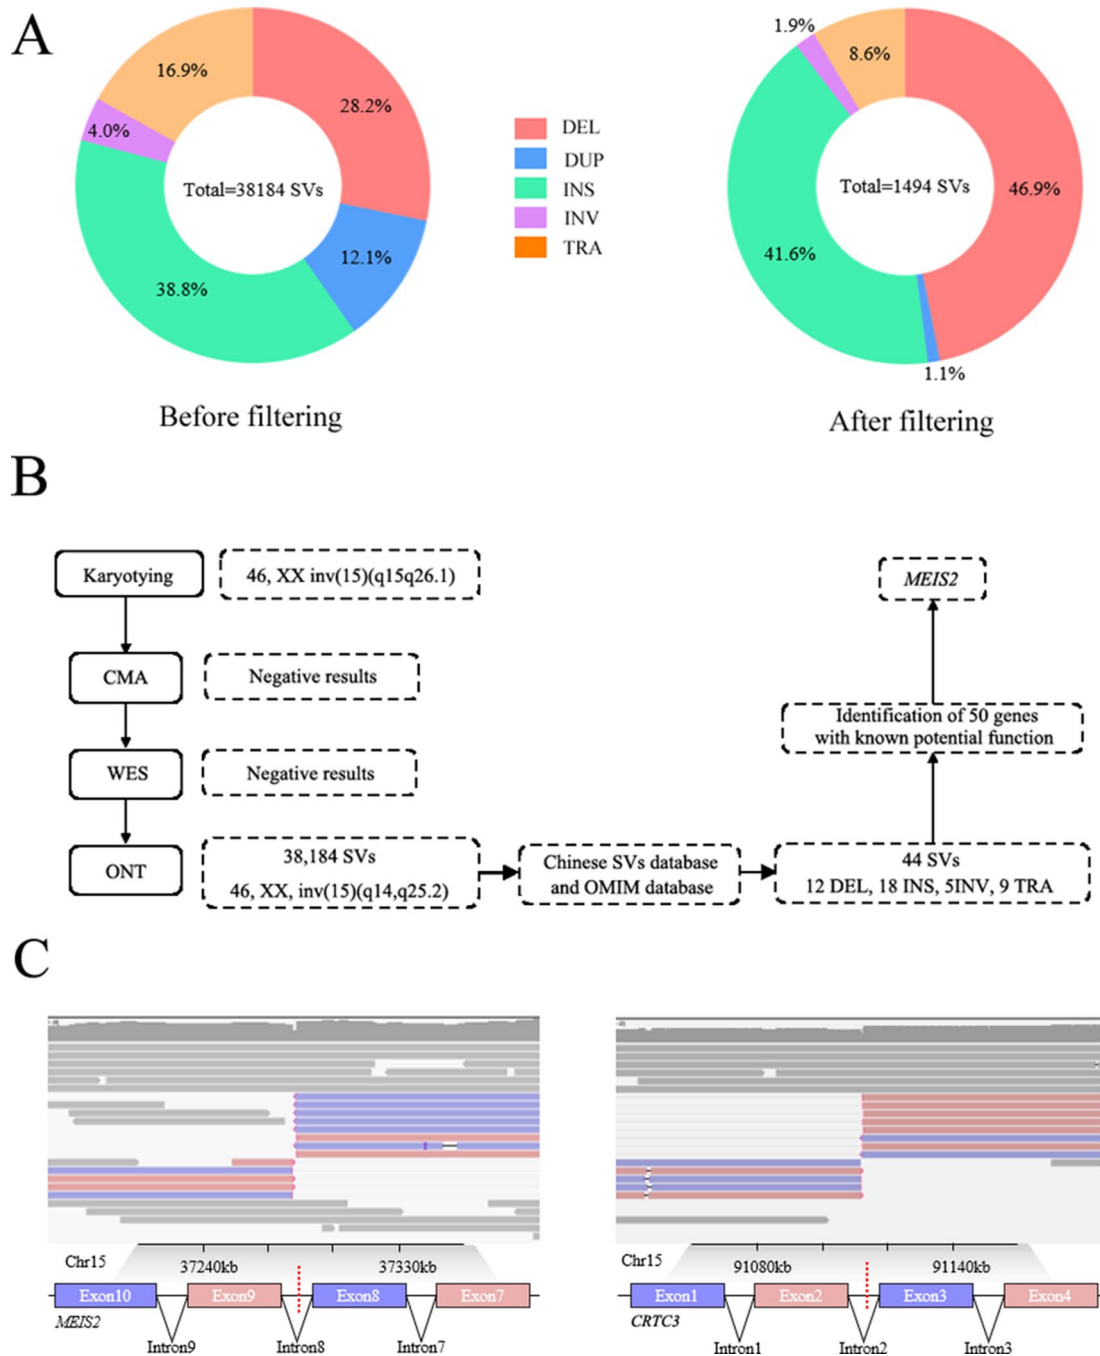 A
16.9%
28.2%
4.0%
Total=38184 SVs
12.1%
38.8%
Before filtering
DEL
DUP
INS
INV
TRA
1.9%
8.6%
Total=1494 SVs
46.9%
41.6%
1.1%
After filtering
B
Karyotying
46, XX inv(15)(q15q26.1)
CMA
Negative results
WES
Negative results
ONT
38,184 SVs
46, XX, inv(15)(q14,q25.2)
Chinese SVs database
and OMIM database
44 SVs
12 DEL, 18 INS, 5INV, 9 TRA
Identification of 50 genes
with known potential function
MEIS2
C
Chr15
37240kb
37330kb
Exon10
Exon9
Exon8
Exon7
MEIS2
Intron9
Intron8
Intron7
Chr15
91080kb
91140kb
Exon1
Exon2
Exon3
Exon4
CRTC3
Intron1
Intron2
Intron3